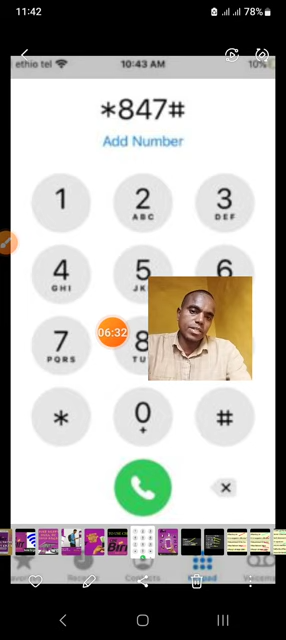 11:42
78%
ethio tel
10:43 AM
10%
*847#
Add Number
1
2
3
ABC
DEF
4
5
6
GHI
7
06:32
8
PQRS
*
0
#
+